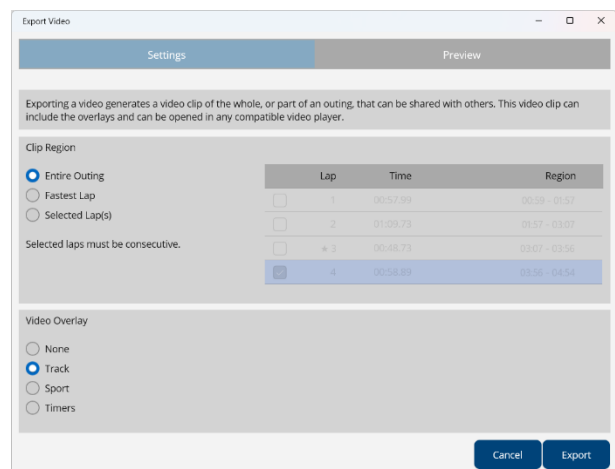 Export Video
Settings Preview
Exporting a video generates a video clip of the whole, or part of an outing, that can be shared with others. This video clip can
include the overlays and can be opened in any compatible video player.
Clip Region
Entire Outing
Fastest Lap
Selected Lap(s)
Selected laps must be consecutive.
Lap Time Region
1 00:57.99 00:59 - 01:57
2 01:09.73 01:57 - 03:07
3 00:48.73 03:07 - 03:56
4 00:58.89 03:56 - 04:54
Video Overlay
None
Track
Sport
Timers
Cancel Export